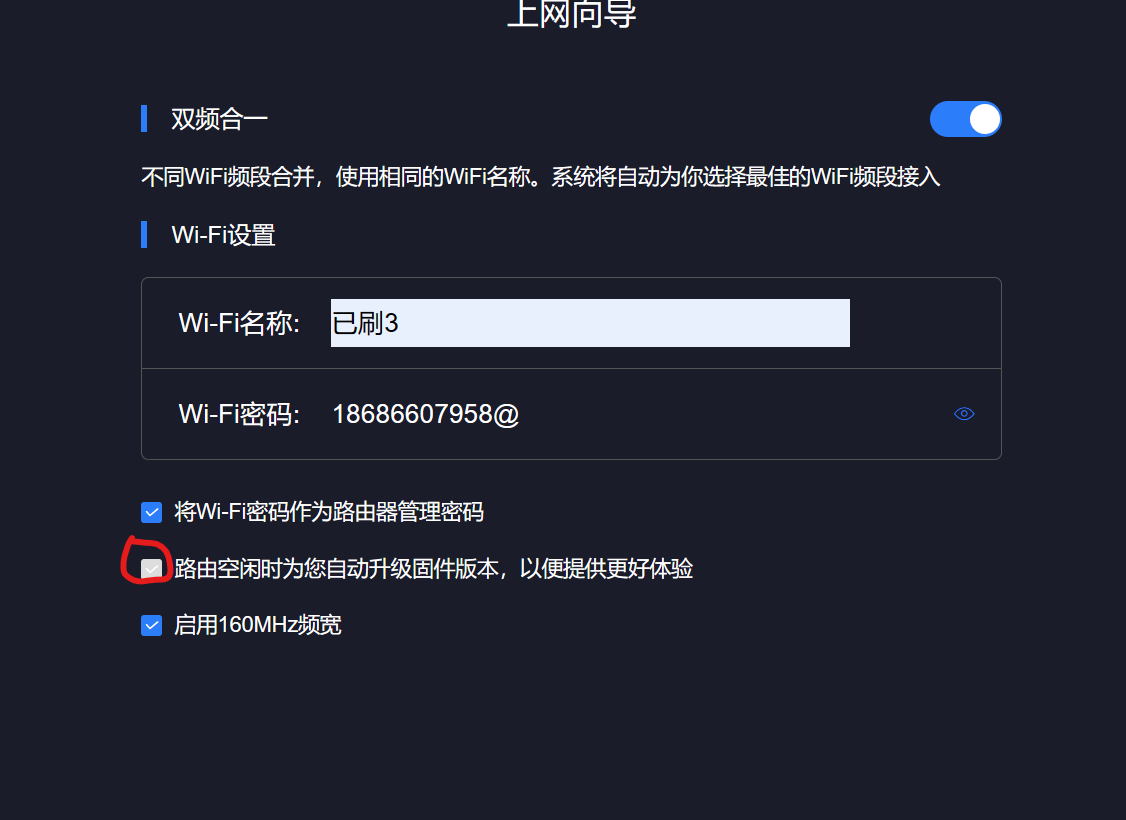 上网向导
双频合一
不同WiFi频段合并，使用相同的WiFi名称。系统将自动为你选择最佳的WiFi频段接入
Wi-Fi设置
Wi-Fi名称: 已刷3
Wi-Fi密码: 18686607958@
将Wi-Fi密码作为路由器管理密码
路由空闲时为您自动升级固件版本，以便提供更好体验
启用160MHz频宽